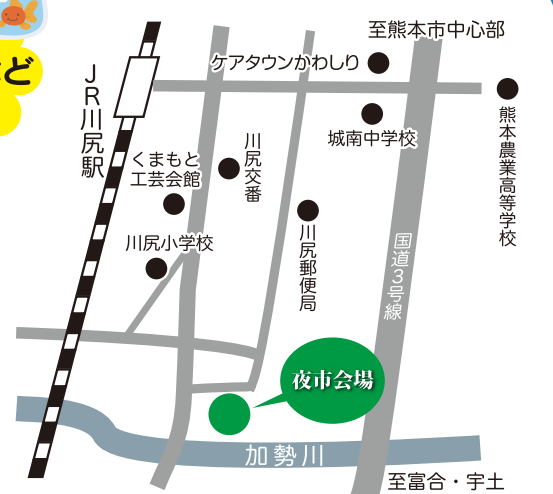 至熊本市中心部
ど
ケアタウンかわしり
JR川尻駅
城南中学校
熊本農業高等学校
川尻交番
くまもと
工芸会館
川尻小学校
川尻郵便局
国道3号線
夜市会場
加勢川
至富合・宇土